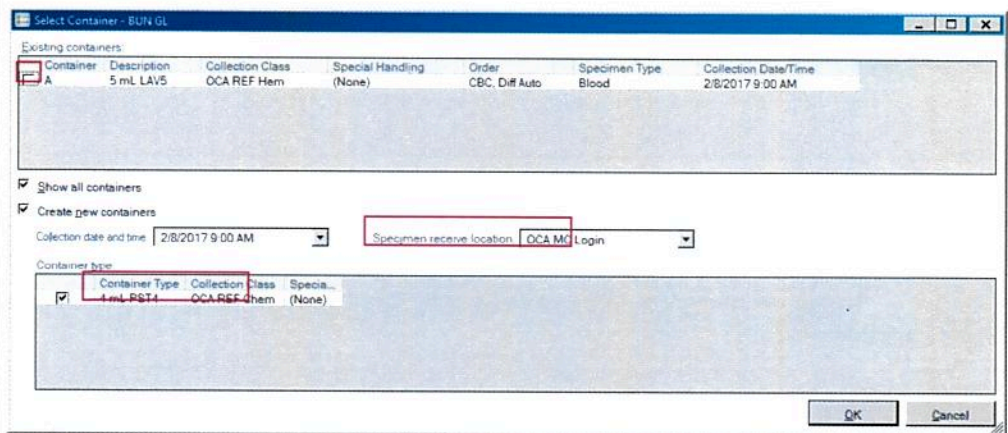 Select Container - BUN GL
Existing containers:
Container Description Collection Class Special Handling Order Specimen Type Collection Date/Time
A 5 mL LAV5 OCA REF Hem (None) CBC, Diff Auto Blood 2/8/2017 9:00 AM
Show all containers
Create new containers
Collection date and time 2/8/2017 9:00 AM Specimen receive location OCA MC Login
Container type
Container Type Collection Class Specia...
4 mL PST4 OCA REF Chem (None)
OK Cancel